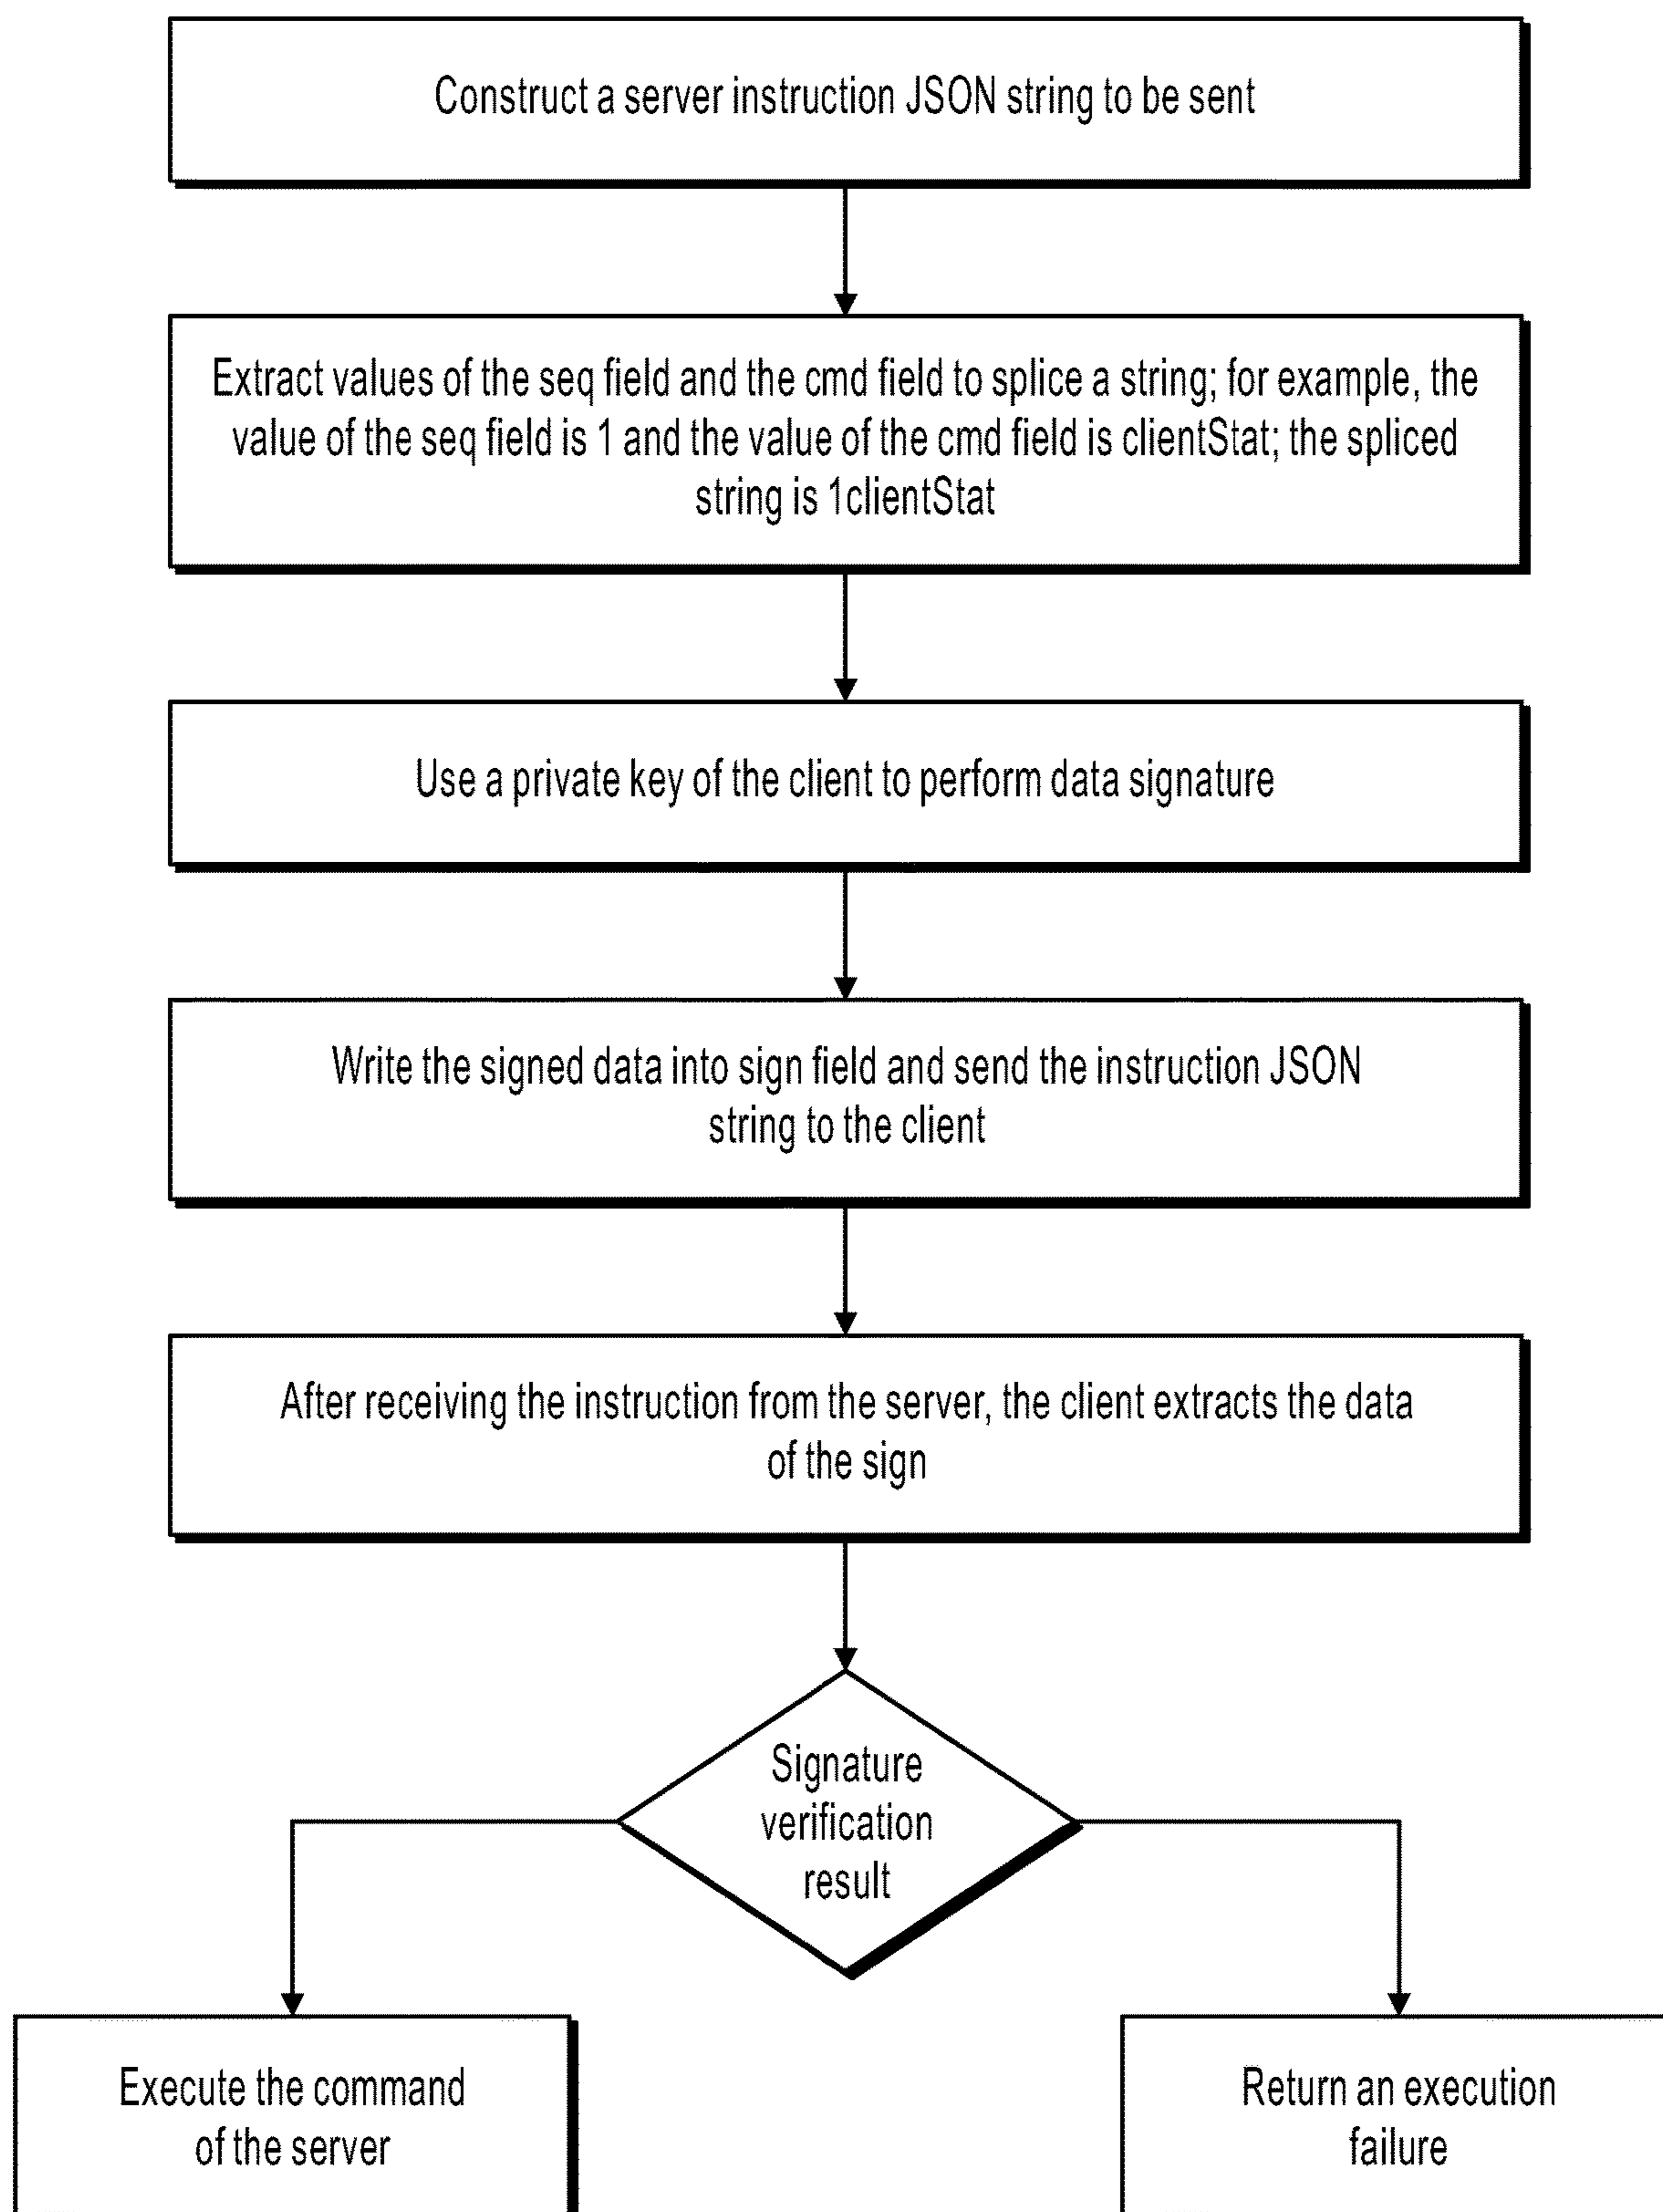 Construct a server instruction JSON string to be sent
Extract values of the seq field and the cmd field to splice a string; for example, the
value of the seq field is 1 and the value of the cmd field is clientStat; the spliced
string is 1clientStat
Use a private key of the client to perform data signature
Write the signed data into sign field and send the instruction JSON
string to the client
After receiving the instruction from the server, the client extracts the data
of the sign
Signature
verification
result
Execute the command
of the server
Return an execution
failure